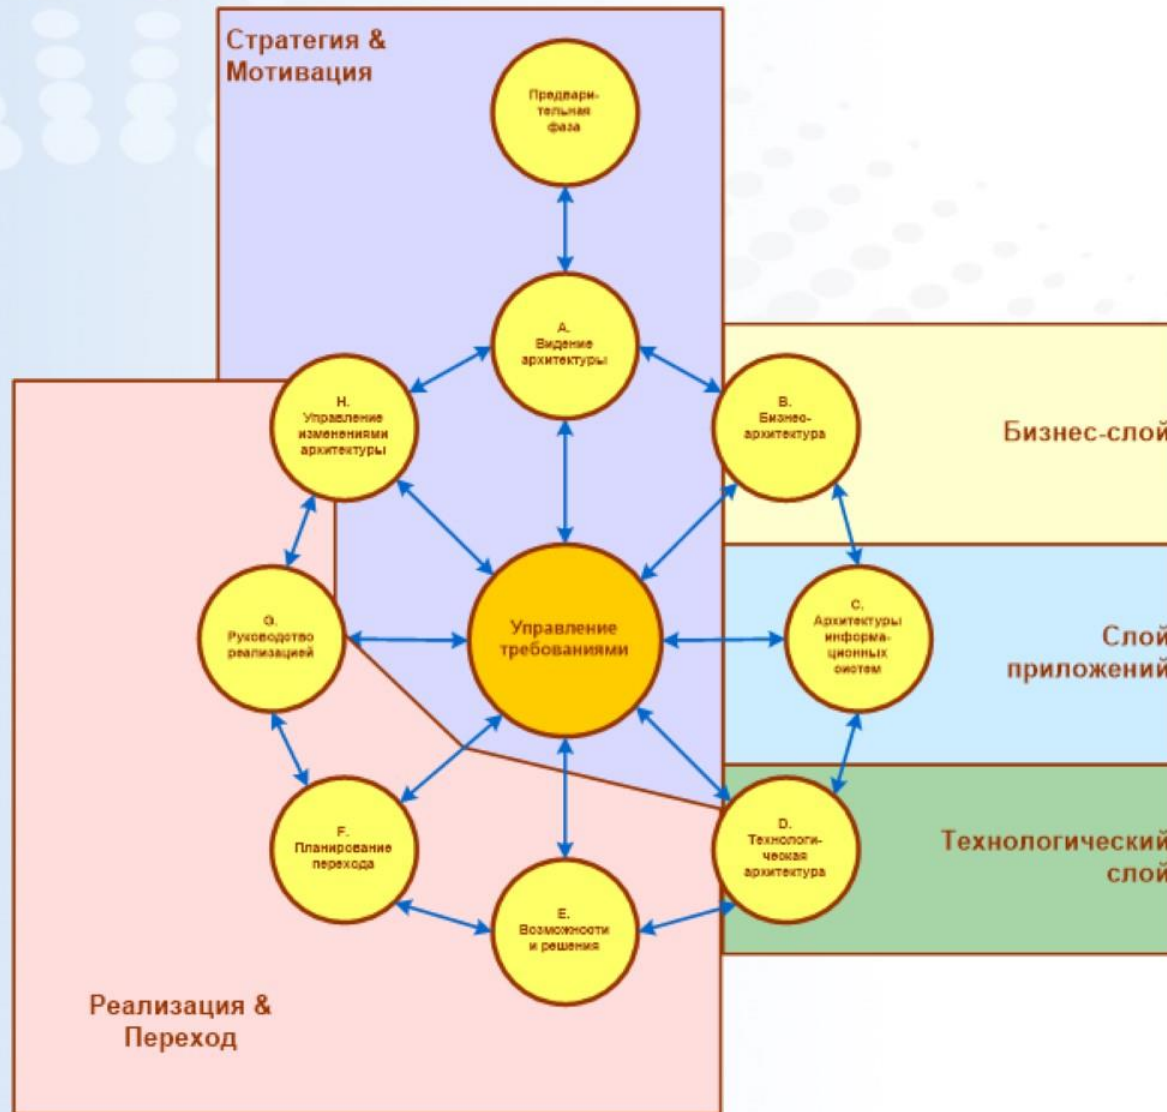 Стратегия &
Мотивация
Предвари-
тельная
фаза
А.
Видение
архитектуры
Н.
Управление
изменениями
архитектуры
В.
Бизнес-
архитектура
Бизнес-слой
G.
Руководство
реализацией
Управление
требованиями
С.
Архитектуры
информа-
ционных
систем
Слой
приложений
F.
Планирование
перехода
Е.
Возможности
и решения
D.
Технологи-
ческая
архитектура
Технологический
слой
Реализация &
Переход